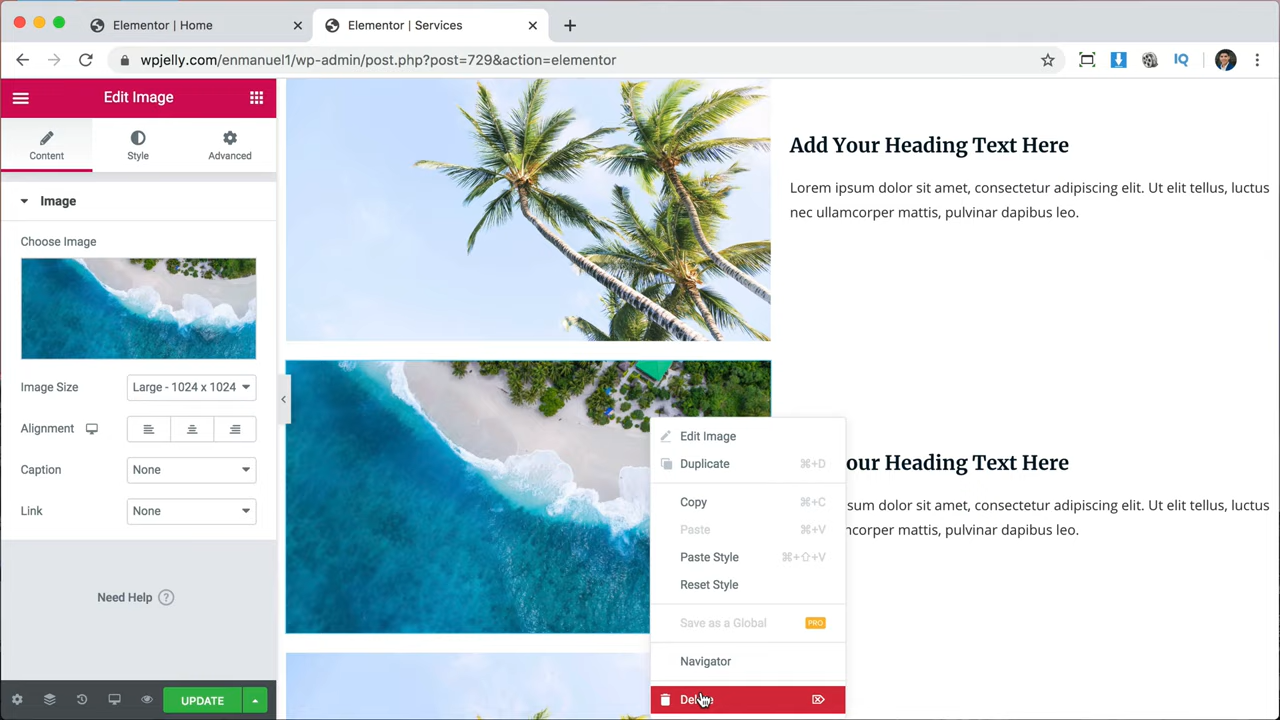 Elementor | Home
Elementor | Services
wpjelly.com/enmanuel1/wp-admin/post.php?post=729&action=elementor
IQ
Edit Image
Content
Style
Advanced
Image
Choose Image
Image Size
Large - 1024 x 1024
Alignment
Caption
None
Link
None
Need Help
UPDATE
Add Your Heading Text Here
Lorem ipsum dolor sit amet, consectetur adipiscing elit. Ut elit tellus, luctus
nec ullamcorper mattis, pulvinar dapibus leo.
our Heading Text Here
sum dolor sit amet, consectetur adipiscing elit. Ut elit tellus, luctus
ncorper mattis, pulvinar dapibus leo.
Edit Image
Duplicate ⌘+D
Copy ⌘+C
Paste ⌘+V
Paste Style ⌘+⇧+V
Reset Style
Save as a Global PRO
Navigator